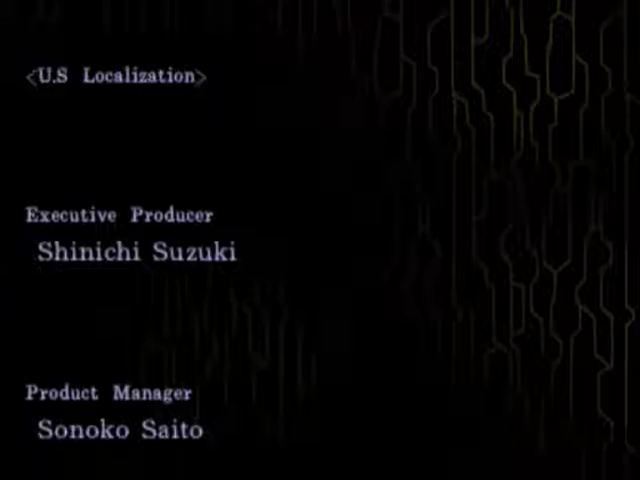 <U.S Localization>
Executive Producer
Shinichi Suzuki
Product Manager
Sonoko Saito